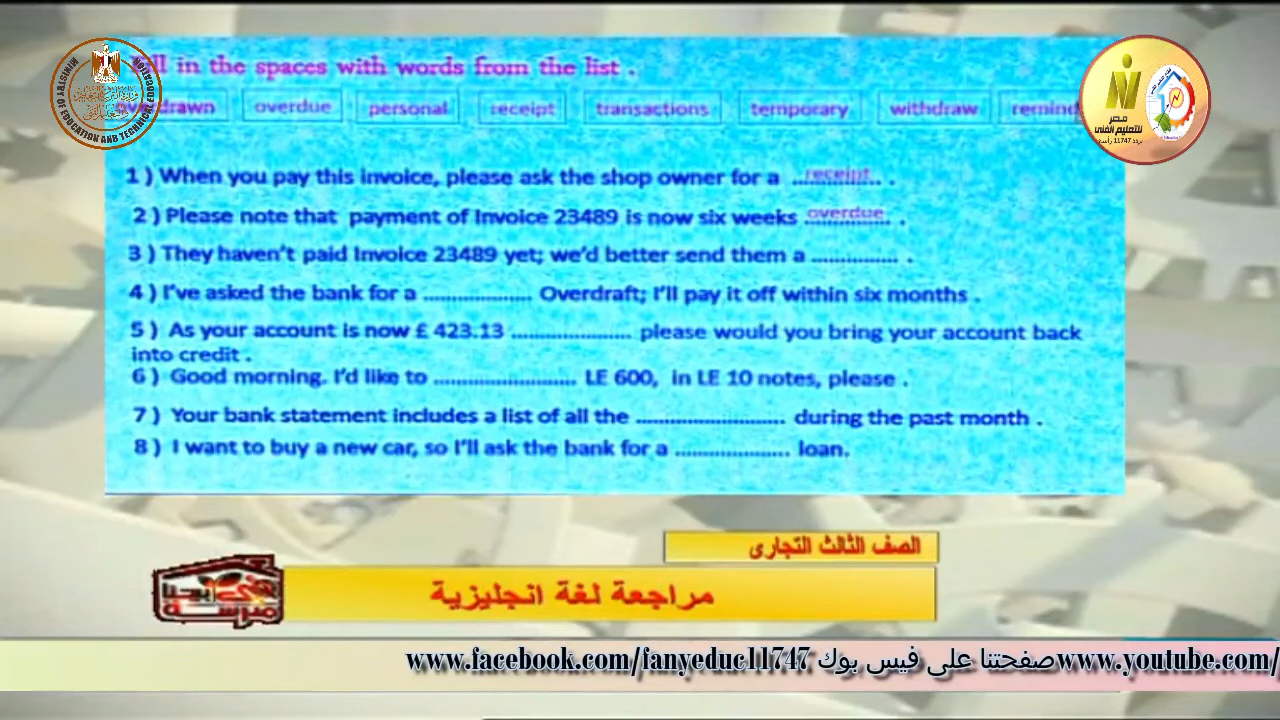 in the spaces with words from the list .
overdue personal receipt transactions temporary withdraw
1 ) When you pay this invoice, please ask the shop owner for a ..receipt.. .
2 ) Please note that payment of Invoice 23489 is now six weeks overdue .
3 ) They haven't paid Invoice 23489 yet; we'd better send them a ............... .
4 ) I've asked the bank for a ................... Overdraft; I'll pay it off within six months .
5 ) As your account is now £ 423.13 ..................... please would you bring your account back
into credit .
6 ) Good morning. I'd like to ......................... LE 600, in LE 10 notes, please .
7 ) Your bank statement includes a list of all the .......................... during the past month .
8 ) I want to buy a new car, so I'll ask the bank for a .................... loan.
مصر
للتعليم الفنى
الصف الثالث التجارى
مراجعة لغة انجليزية
مدرسة
www.facebook.com/fanyeduc11747 صفحتنا على فيس بوك www.youtube.com/